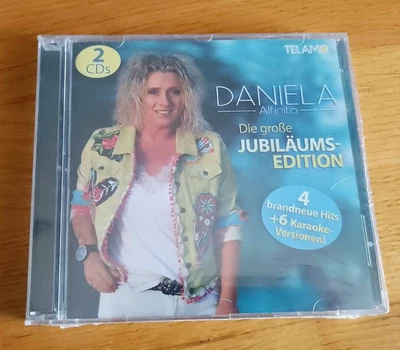 2
CDs
TELAMO
DANIELA
Alfinito
Die große
JUBILÄUMS-
EDITION
4
brandneue Hits
+6 Karaoke-
Versionen!